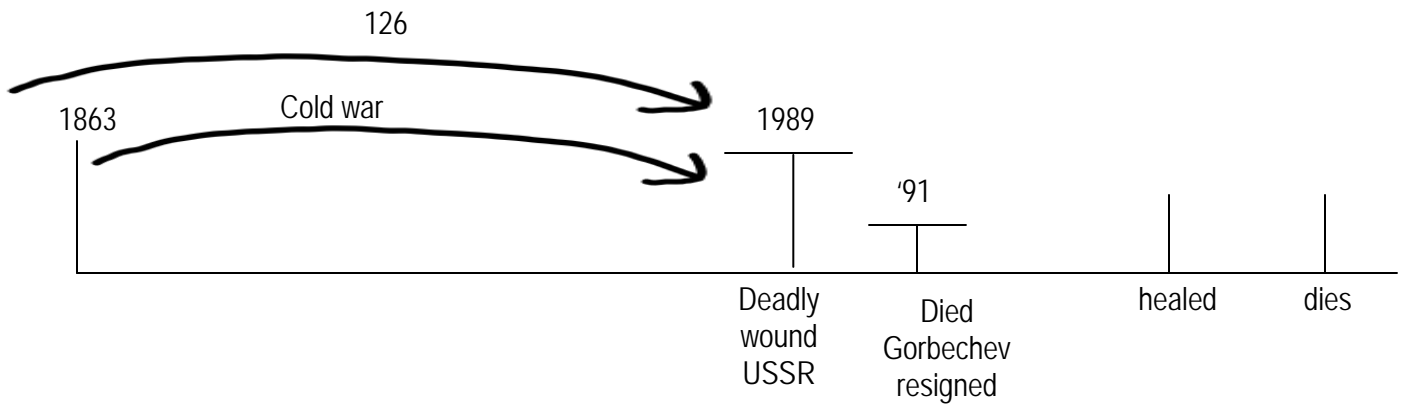 126
Cold war
1863
1989
‘91
Deadly
wound
USSR
Died
Gorbechev
resigned
healed
dies